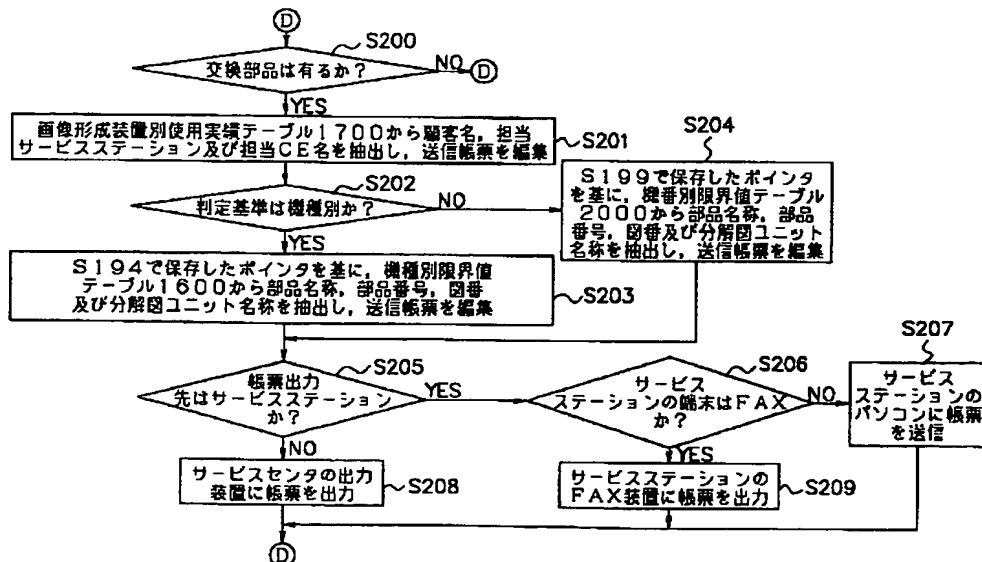 D
S200
交換部品は有るか？
NO
D
YES
画像形成装置別使用実績テーブル1700から顧客名，担当
サービスステーション及び担当CE名を抽出し，送信帳票を編集
S201
S202
判定基準は機種別か？
NO
S204
S199で保存したポインタ
を基に，機番別限界値テーブル
2000から部品名称，部品
番号，図番及び分解図ユニット
名称を抽出し，送信帳票を編集
YES
S194で保存したポインタを基に，機種別限界値
テーブル1600から部品名称，部品番号，図番
及び分解図ユニット名称を抽出し，送信帳票を編集
S203
S205
帳票出力
先はサービスステーション
か？
YES
S206
サービス
ステーションの端末はFAX
か？
NO
S207
サービス
ステーションの
パソコンに帳票
を送信
NO
サービスセンタの出力
装置に帳票を出力
S208
YES
サービスステーションの
FAX装置に帳票を出力
S209
D